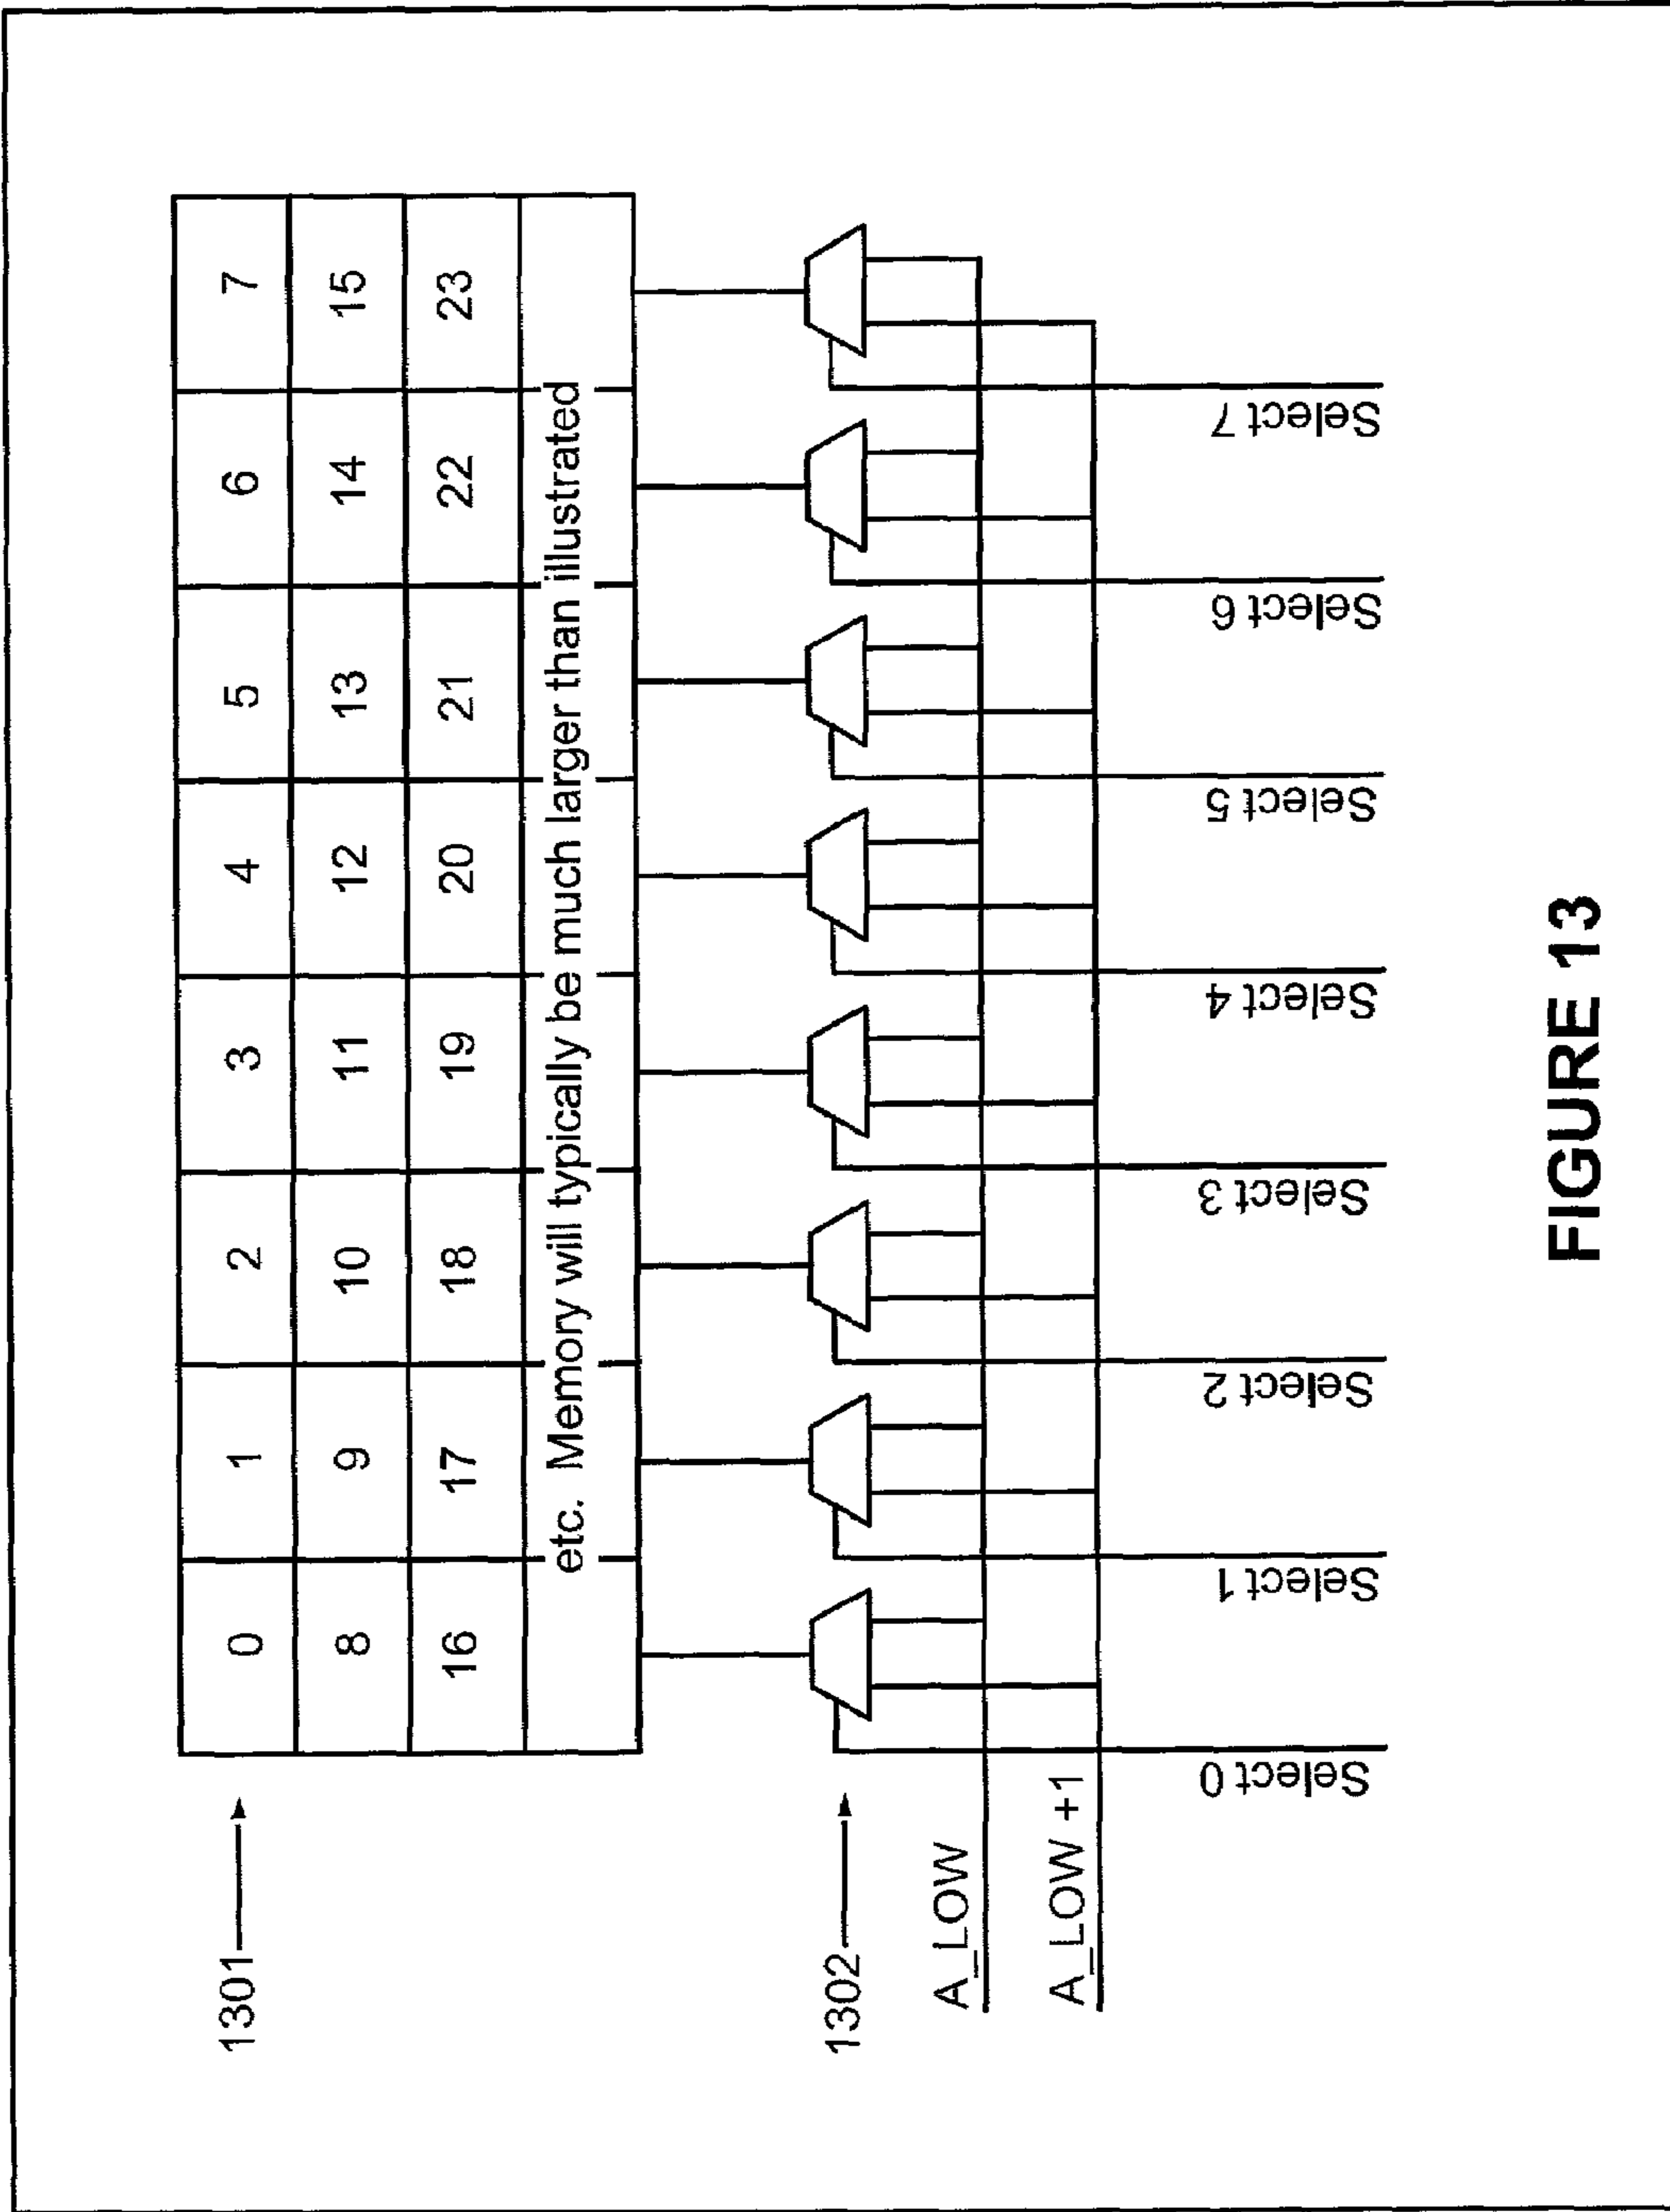 1301
0 1 2 3 4 5 6 7
8 9 10 11 12 13 14 15
16 17 18 19 20 21 22 23
etc. Memory will typically be much larger than illustrated
1302
A_LOW
A_LOW +1
Select 0
Select 1
Select 2
Select 3
Select 4
Select 5
Select 6
Select 7
FIGURE 13